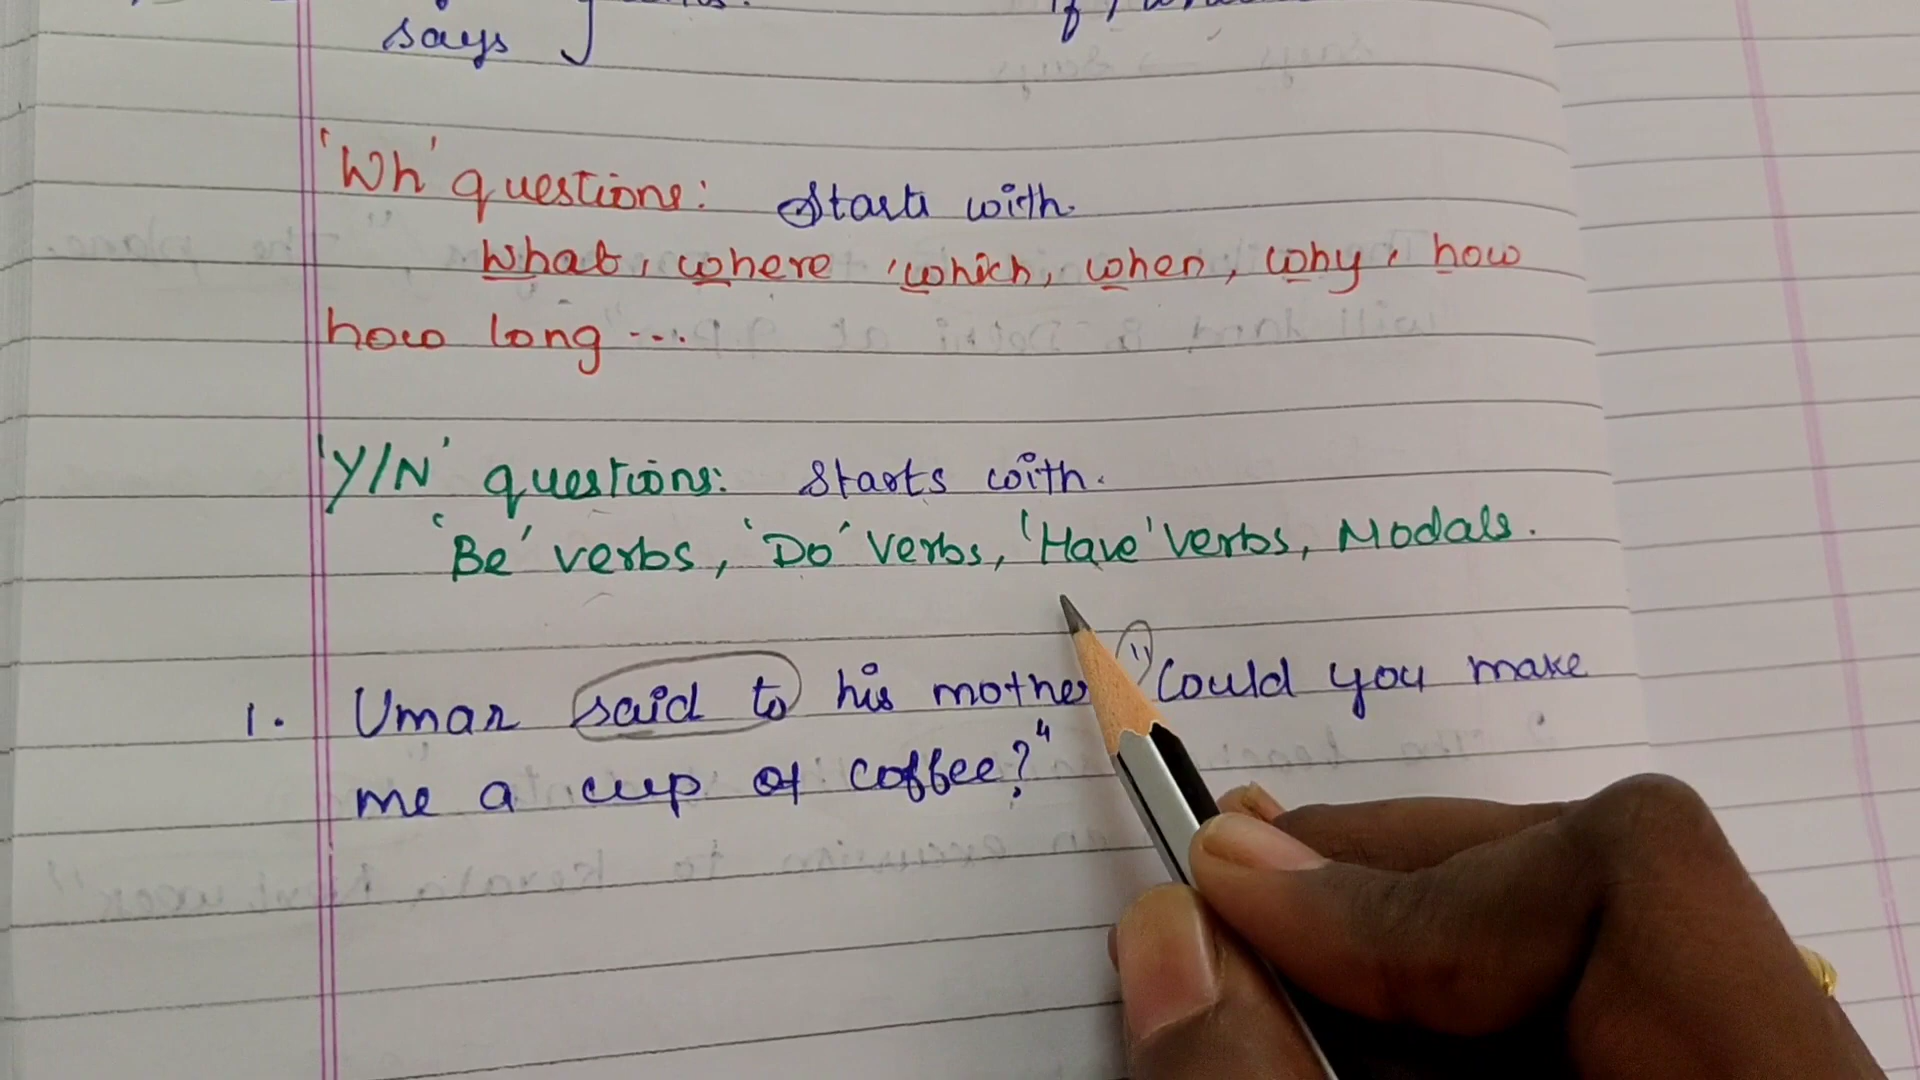 says
'Wh' questions: Starts with.
What, where, which, when, why, how
how long ...
'Y/N' questions: Starts with.
'Be' verbs, 'Do' verbs, 'Have' verbs, Modals.
1. Umar said to his mother "Could you make
me a cup of coffee?"